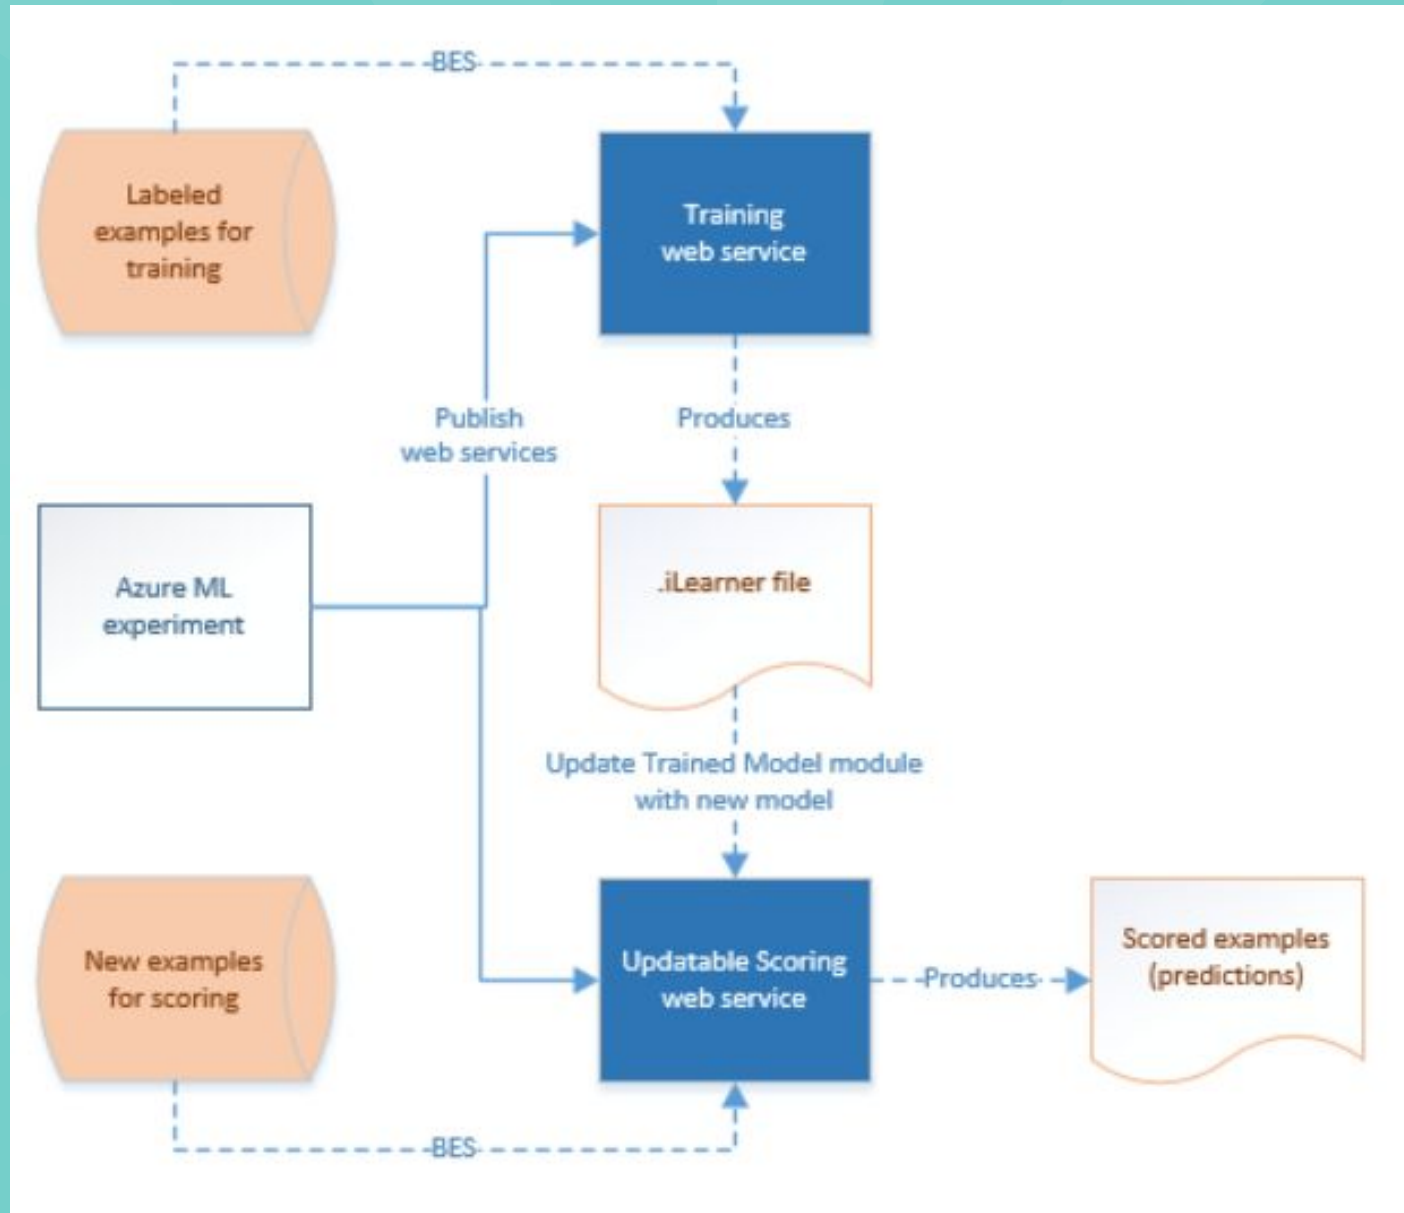 BES
Labeled
examples for
training
Training
web service
Publish
web services
Produces
Azure ML
experiment
.iLearner file
Update Trained Model module
with new model
New examples
for scoring
Updatable Scoring
web service
Produces
Scored examples
(predictions)
BES